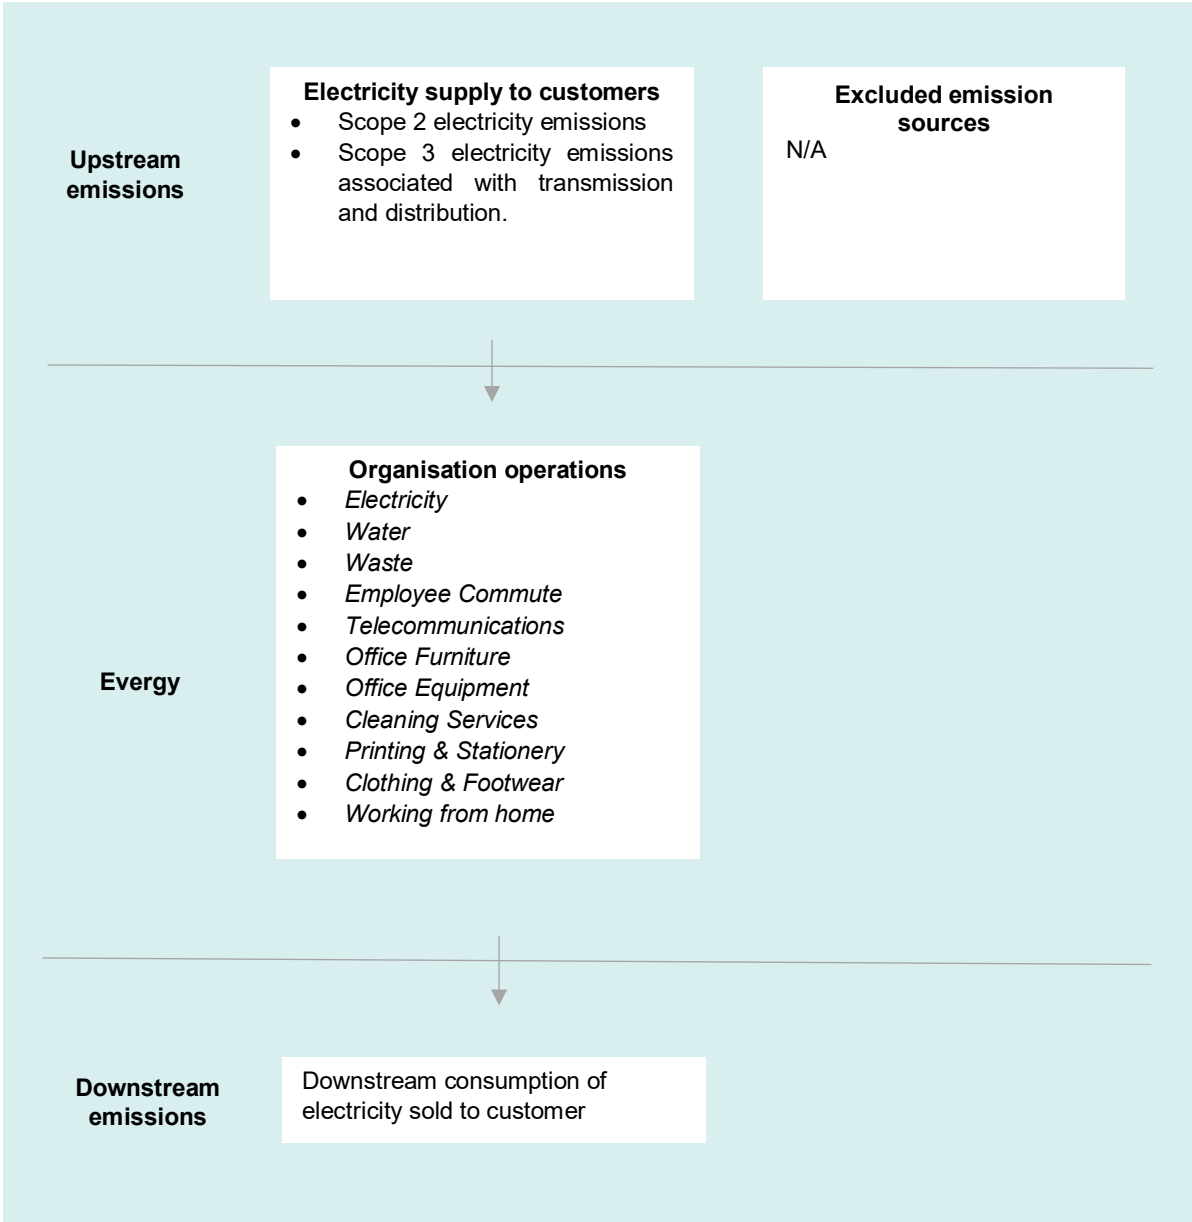 Upstream
emissions
Electricity supply to customers
• Scope 2 electricity emissions
• Scope 3 electricity emissions
associated with transmission
and distribution.
Excluded emission
sources
N/A
Evergy
Organisation operations
• Electricity
• Water
• Waste
• Employee Commute
• Telecommunications
• Office Furniture
• Office Equipment
• Cleaning Services
• Printing & Stationery
• Clothing & Footwear
• Working from home
Downstream
emissions
Downstream consumption of
electricity sold to customer